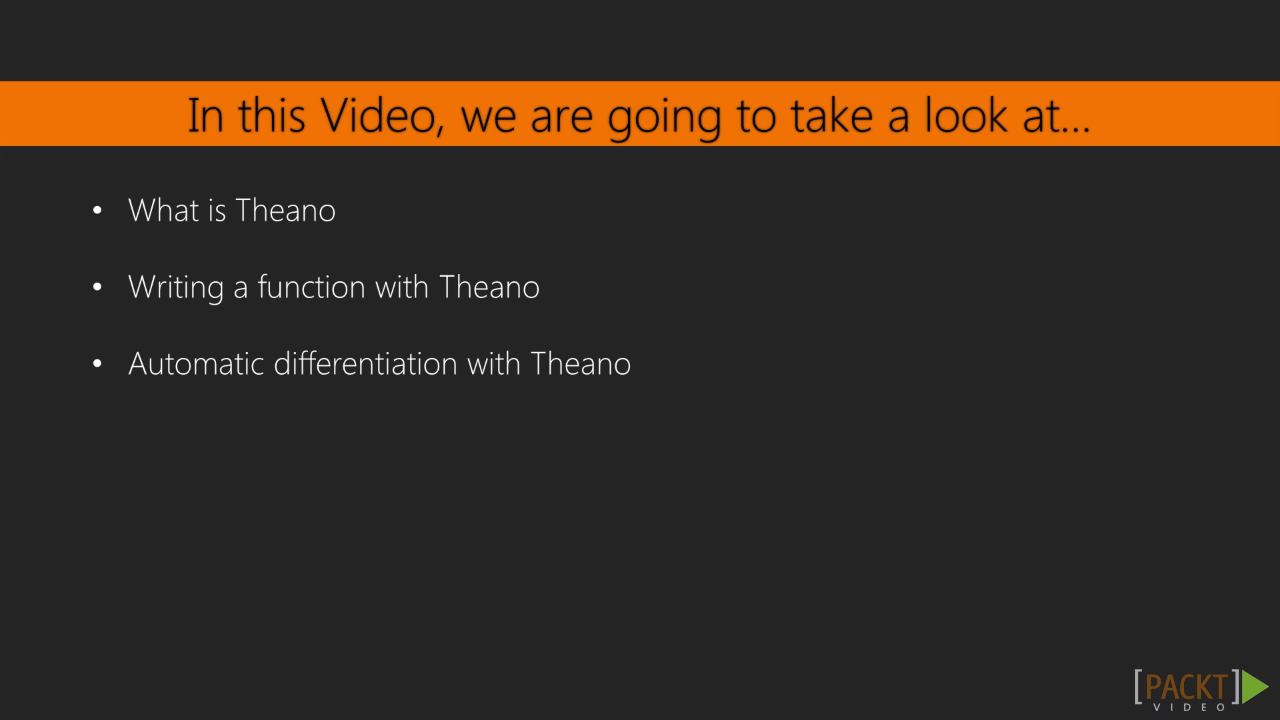 In this Video, we are going to take a look at...
• What is Theano
• Writing a function with Theano
• Automatic differentiation with Theano
[PACKT]
VIDEO